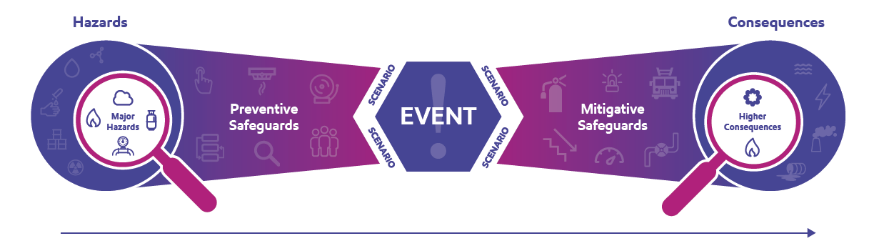 Hazards
Consequences
Major
Hazards
Preventive
Safeguards
SCENARIO
SCENARIO
EVENT
SCENARIO
SCENARIO
Mitigative
Safeguards
Higher
Consequences